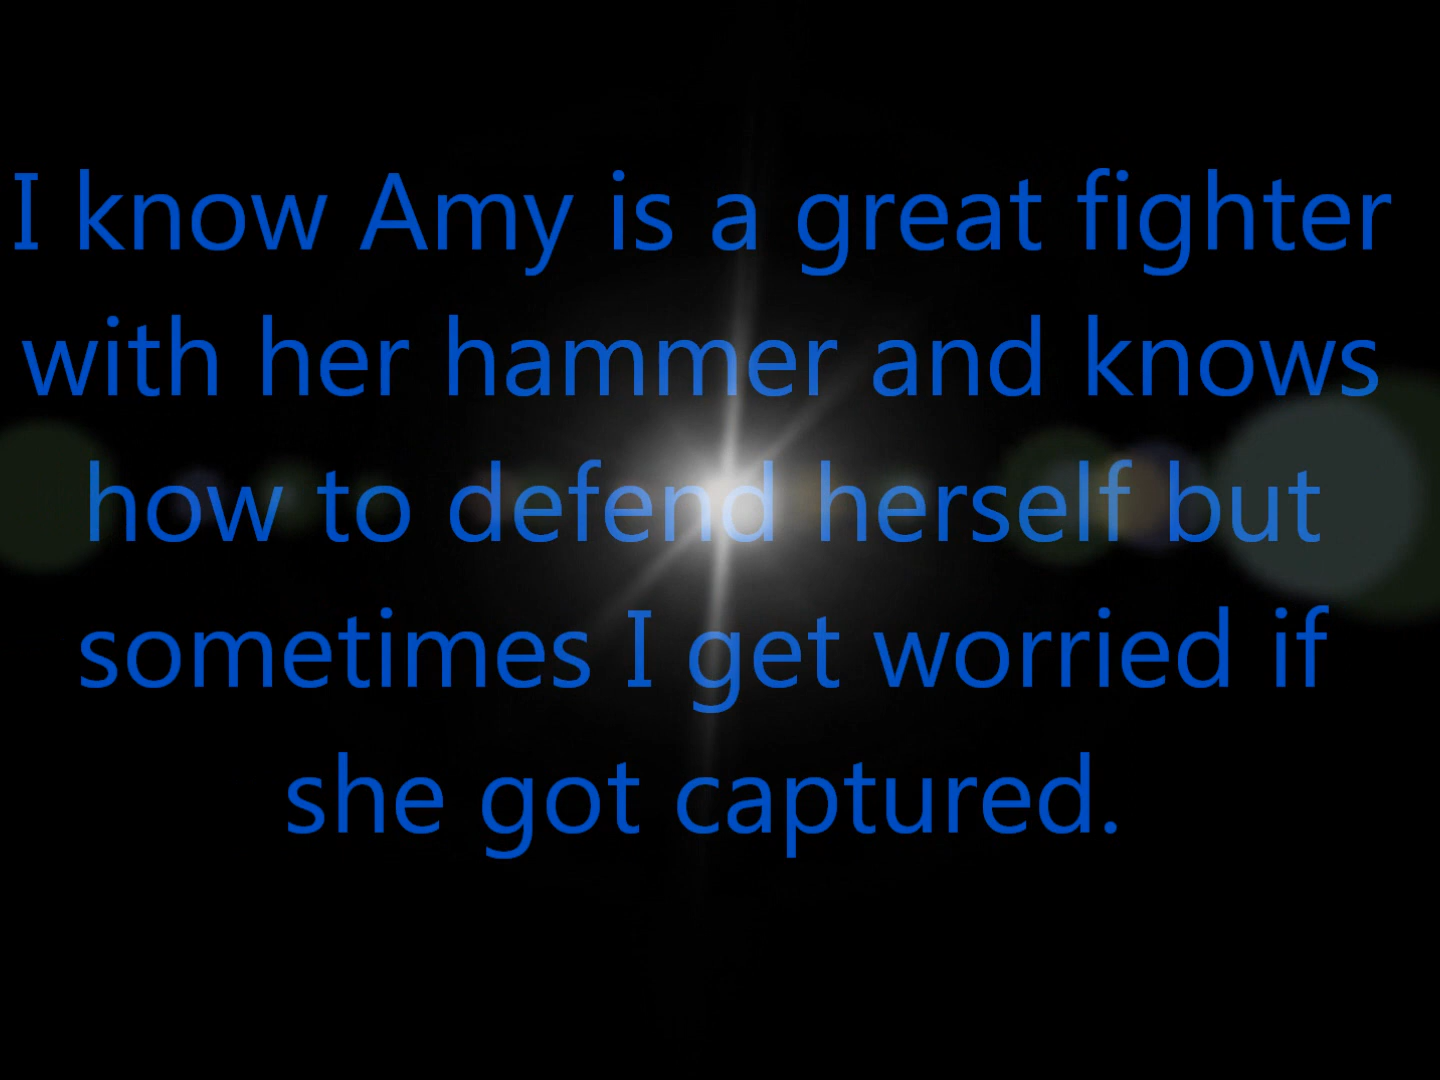 I know Amy is a great fighter
with her hammer and knows
how to defend herself but
sometimes I get worried if
she got captured.